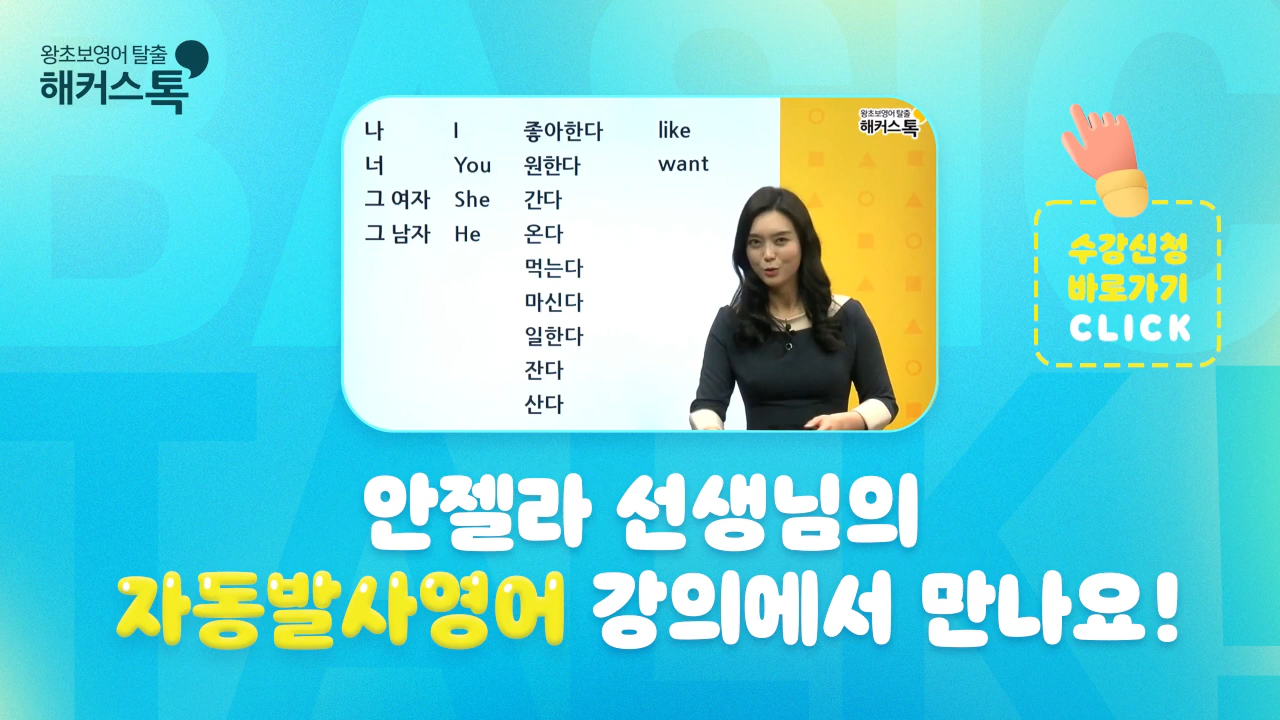 왕초보영어 탈출
해커스톡
나 I 좋아한다 like
너 You 원한다 want
그 여자 She 간다
그 남자 He 온다
먹는다
마신다
일한다
잔다
산다
왕초보영어 탈출
해커스톡
수강신청
바로가기
CLICK
안젤라 선생님의
자동발사영어 강의에서 만나요!
BASIC
TALK!